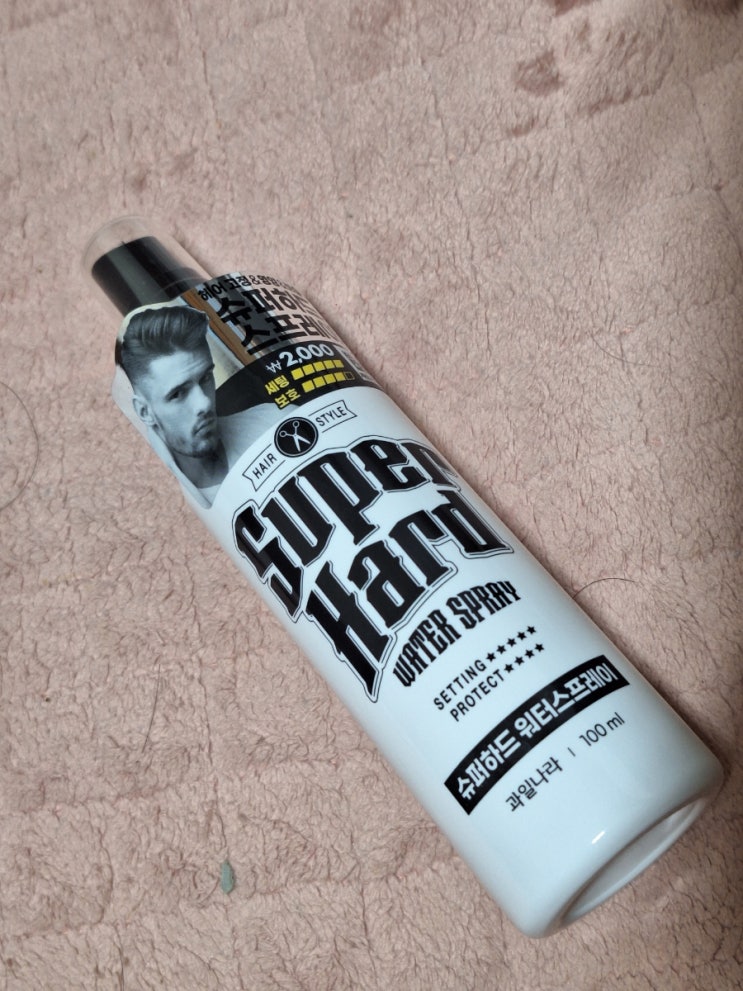 헤어 고정&
슈퍼하드
스프레이
₩2,000
세팅
보호
HAIR STYLE
Super
Hard
WATER SPRAY
SETTING ★★★★★
PROTECT ★★★★
슈퍼하드 워터스프레이
과일나라 | 100 ml